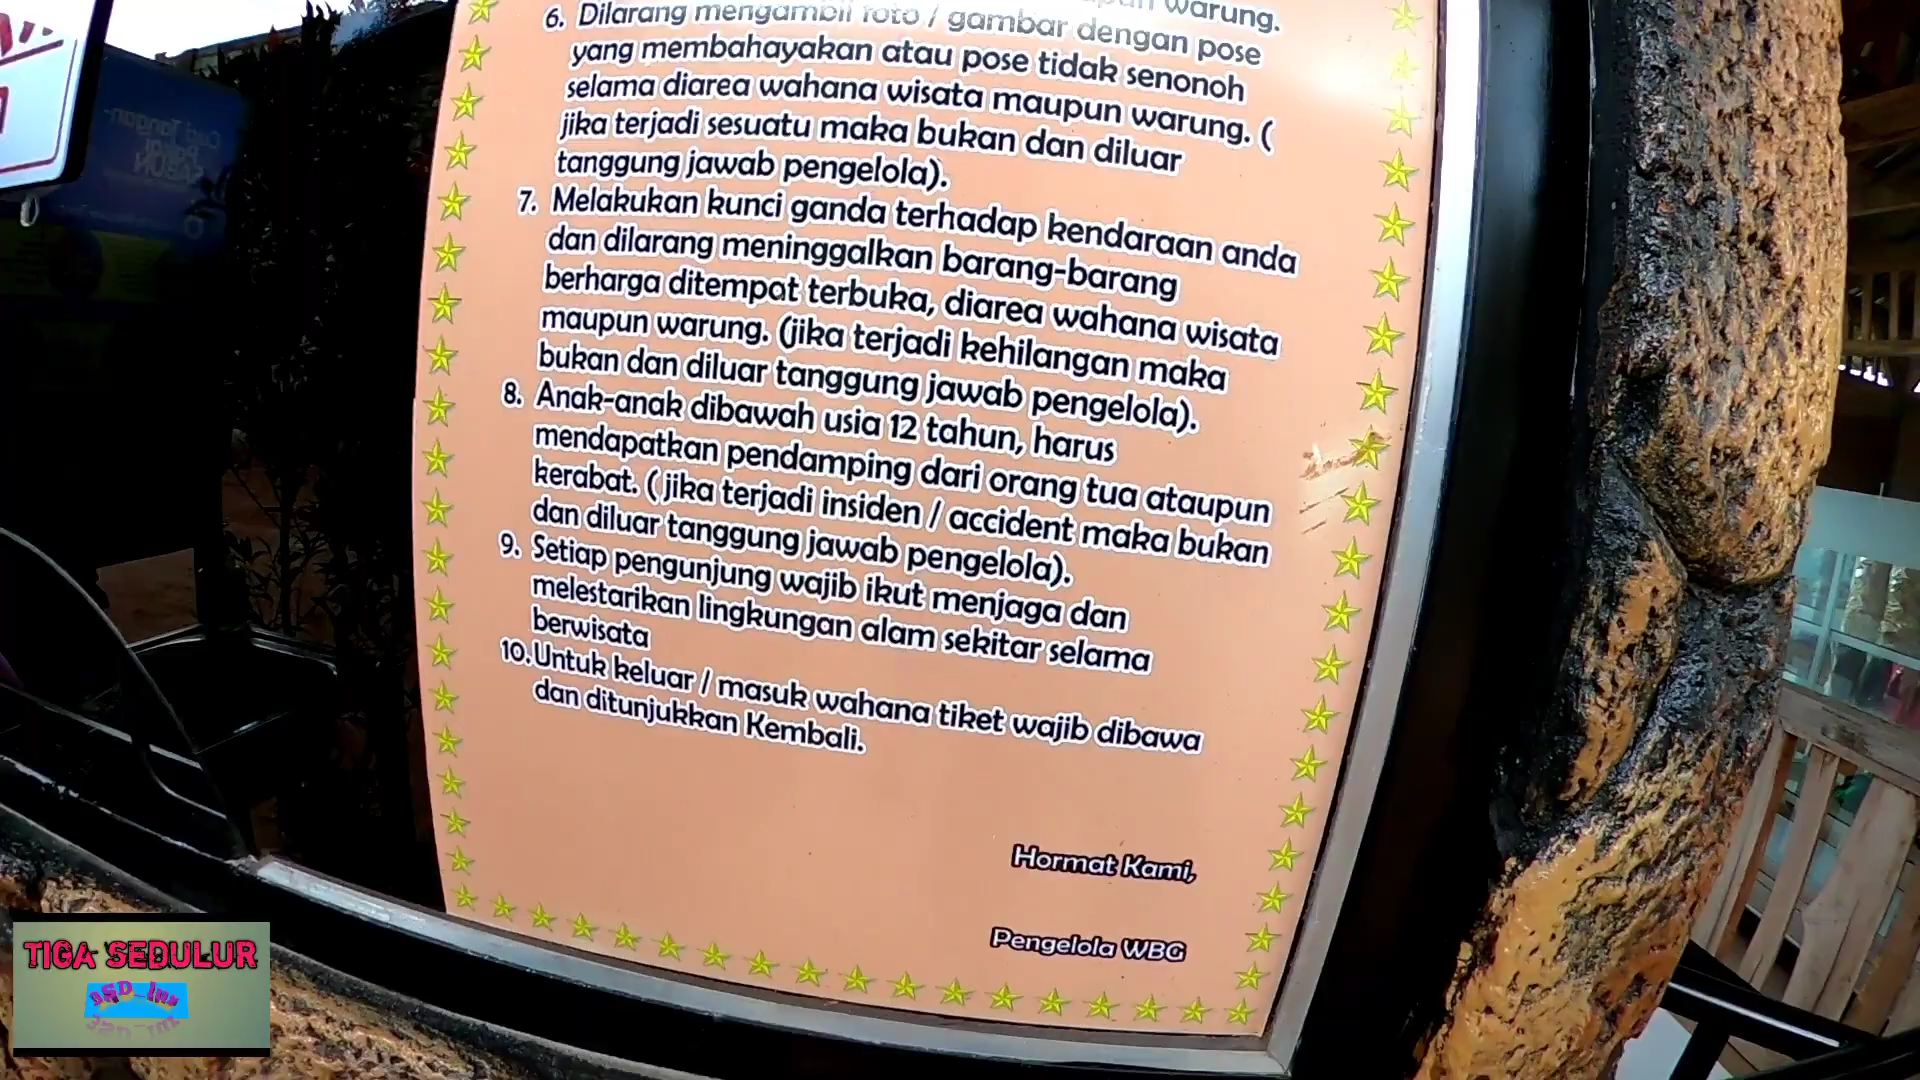 warung.
6. Dilarang mengambil foto / gambar dengan pose
yang membahayakan atau pose tidak senonoh
selama diarea wahana wisata maupun warung. (
jika terjadi sesuatu maka bukan dan diluar
tanggung jawab pengelola).
7. Melakukan kunci ganda terhadap kendaraan anda
dan dilarang meninggalkan barang-barang
berharga ditempat terbuka, diarea wahana wisata
maupun warung. (jika terjadi kehilangan maka
bukan dan diluar tanggung jawab pengelola).
8. Anak-anak dibawah usia 12 tahun, harus
mendapatkan pendamping dari orang tua ataupun
kerabat. ( jika terjadi insiden / accident maka bukan
dan diluar tanggung jawab pengelola).
9. Setiap pengunjung wajib ikut menjaga dan
melestarikan lingkungan alam sekitar selama
berwisata
10.Untuk keluar / masuk wahana tiket wajib dibawa
dan ditunjukkan Kembali.
Hormat Kami,
Pengelola WBG
TIGA SEDULUR